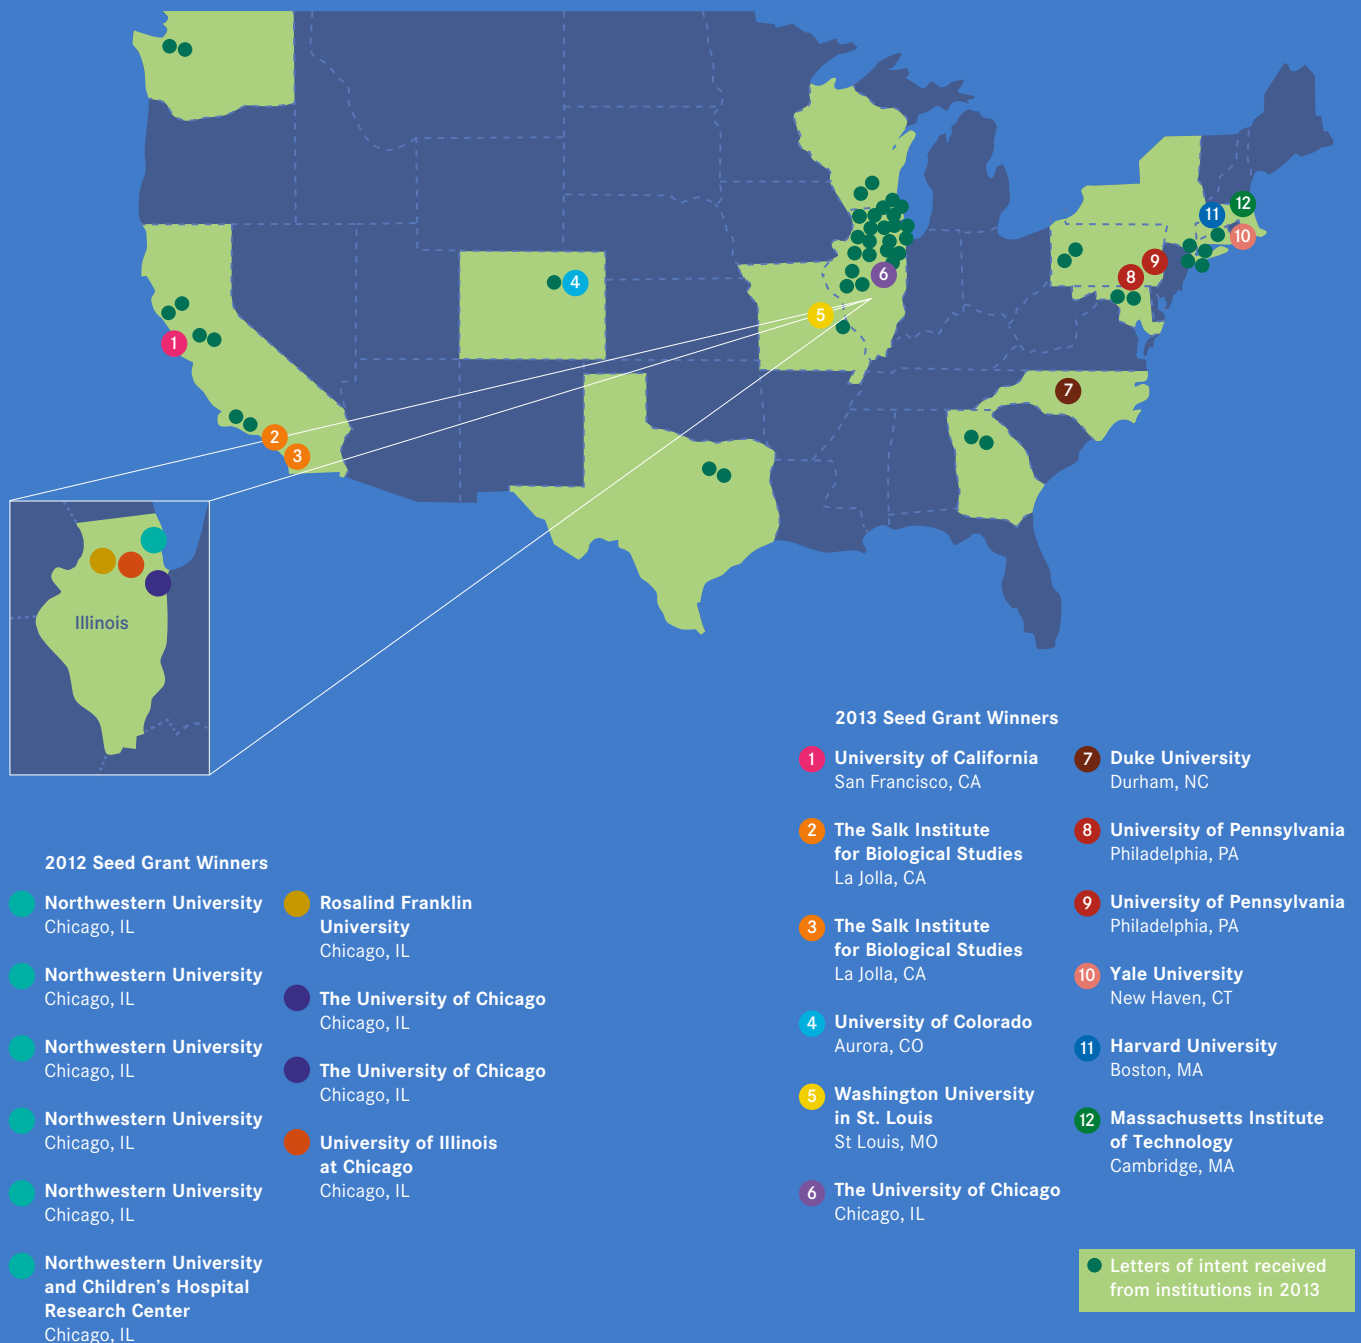 1
2
3
4
5
6
7
8
9
10
11
12
Illinois
2012 Seed Grant Winners
Northwestern University
Chicago, IL
Northwestern University
Chicago, IL
Northwestern University
Chicago, IL
Northwestern University
Chicago, IL
Northwestern University
Chicago, IL
Northwestern University
and Children's Hospital
Research Center
Chicago, IL
Rosalind Franklin
University
Chicago, IL
The University of Chicago
Chicago, IL
The University of Chicago
Chicago, IL
University of Illinois
at Chicago
Chicago, IL
2013 Seed Grant Winners
1 University of California
San Francisco, CA
2 The Salk Institute
for Biological Studies
La Jolla, CA
3 The Salk Institute
for Biological Studies
La Jolla, CA
4 University of Colorado
Aurora, CO
5 Washington University
in St. Louis
St Louis, MO
6 The University of Chicago
Chicago, IL
7 Duke University
Durham, NC
8 University of Pennsylvania
Philadelphia, PA
9 University of Pennsylvania
Philadelphia, PA
10 Yale University
New Haven, CT
11 Harvard University
Boston, MA
12 Massachusetts Institute
of Technology
Cambridge, MA
Letters of intent received
from institutions in 2013